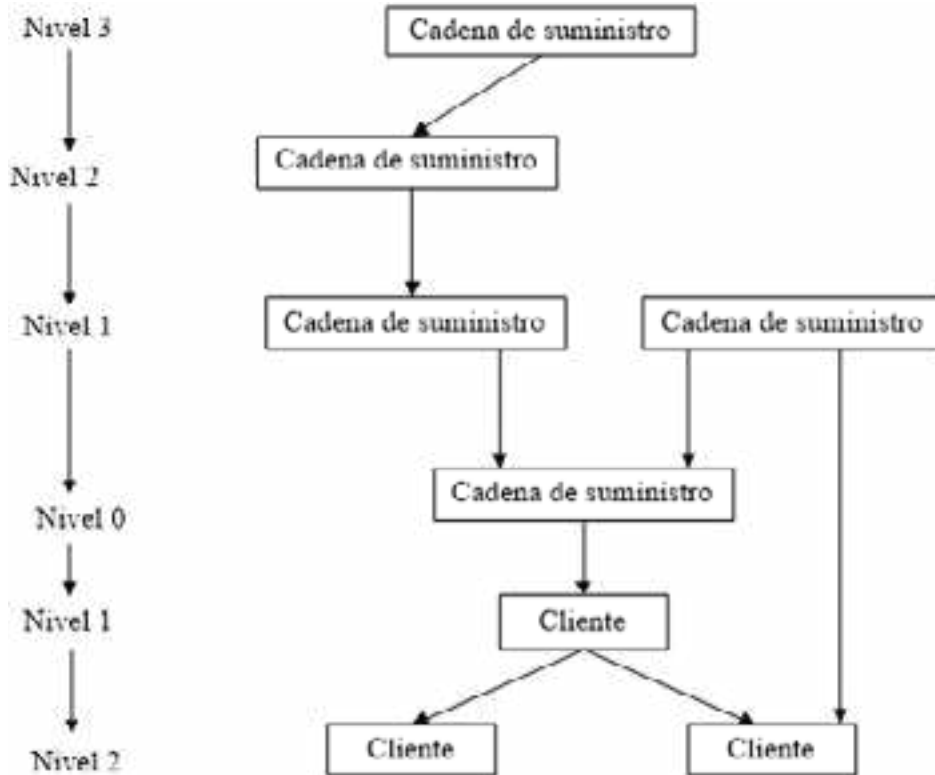 Nivel 3
Cadena de suministro
Cadena de suministro
Nivel 2
Nivel 1
Cadena de suministro
Cadena de suministro
Cadena de suministro
Nivel 0
Nivel 1
Cliente
Cliente
Cliente
Nivel 2